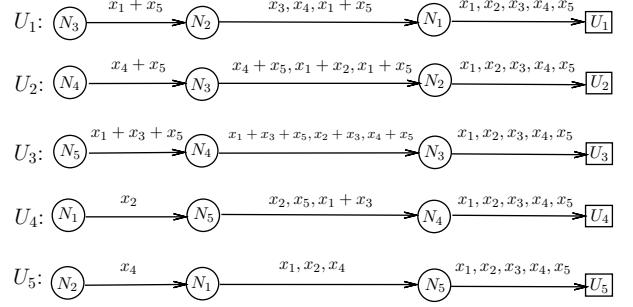 x₁ + x₅ x₃, x₄, x₁ + x₅ x₁, x₂, x₃, x₄, x₅
U₁: N₃ N₂ N₁ U₁
x₄ + x₅ x₄ + x₅, x₁ + x₂, x₁ + x₅ x₁, x₂, x₃, x₄, x₅
U₂: N₄ N₃ N₂ U₂
x₁ + x₃ + x₅ x₁ + x₃ + x₅, x₂ + x₃, x₄ + x₅ x₁, x₂, x₃, x₄, x₅
U₃: N₅ N₄ N₃ U₃
x₂ x₂, x₅, x₁ + x₃ x₁, x₂, x₃, x₄, x₅
U₄: N₁ N₅ N₄ U₄
x₄ x₁, x₂, x₄ x₁, x₂, x₃, x₄, x₅
U₅: N₂ N₁ N₅ U₅